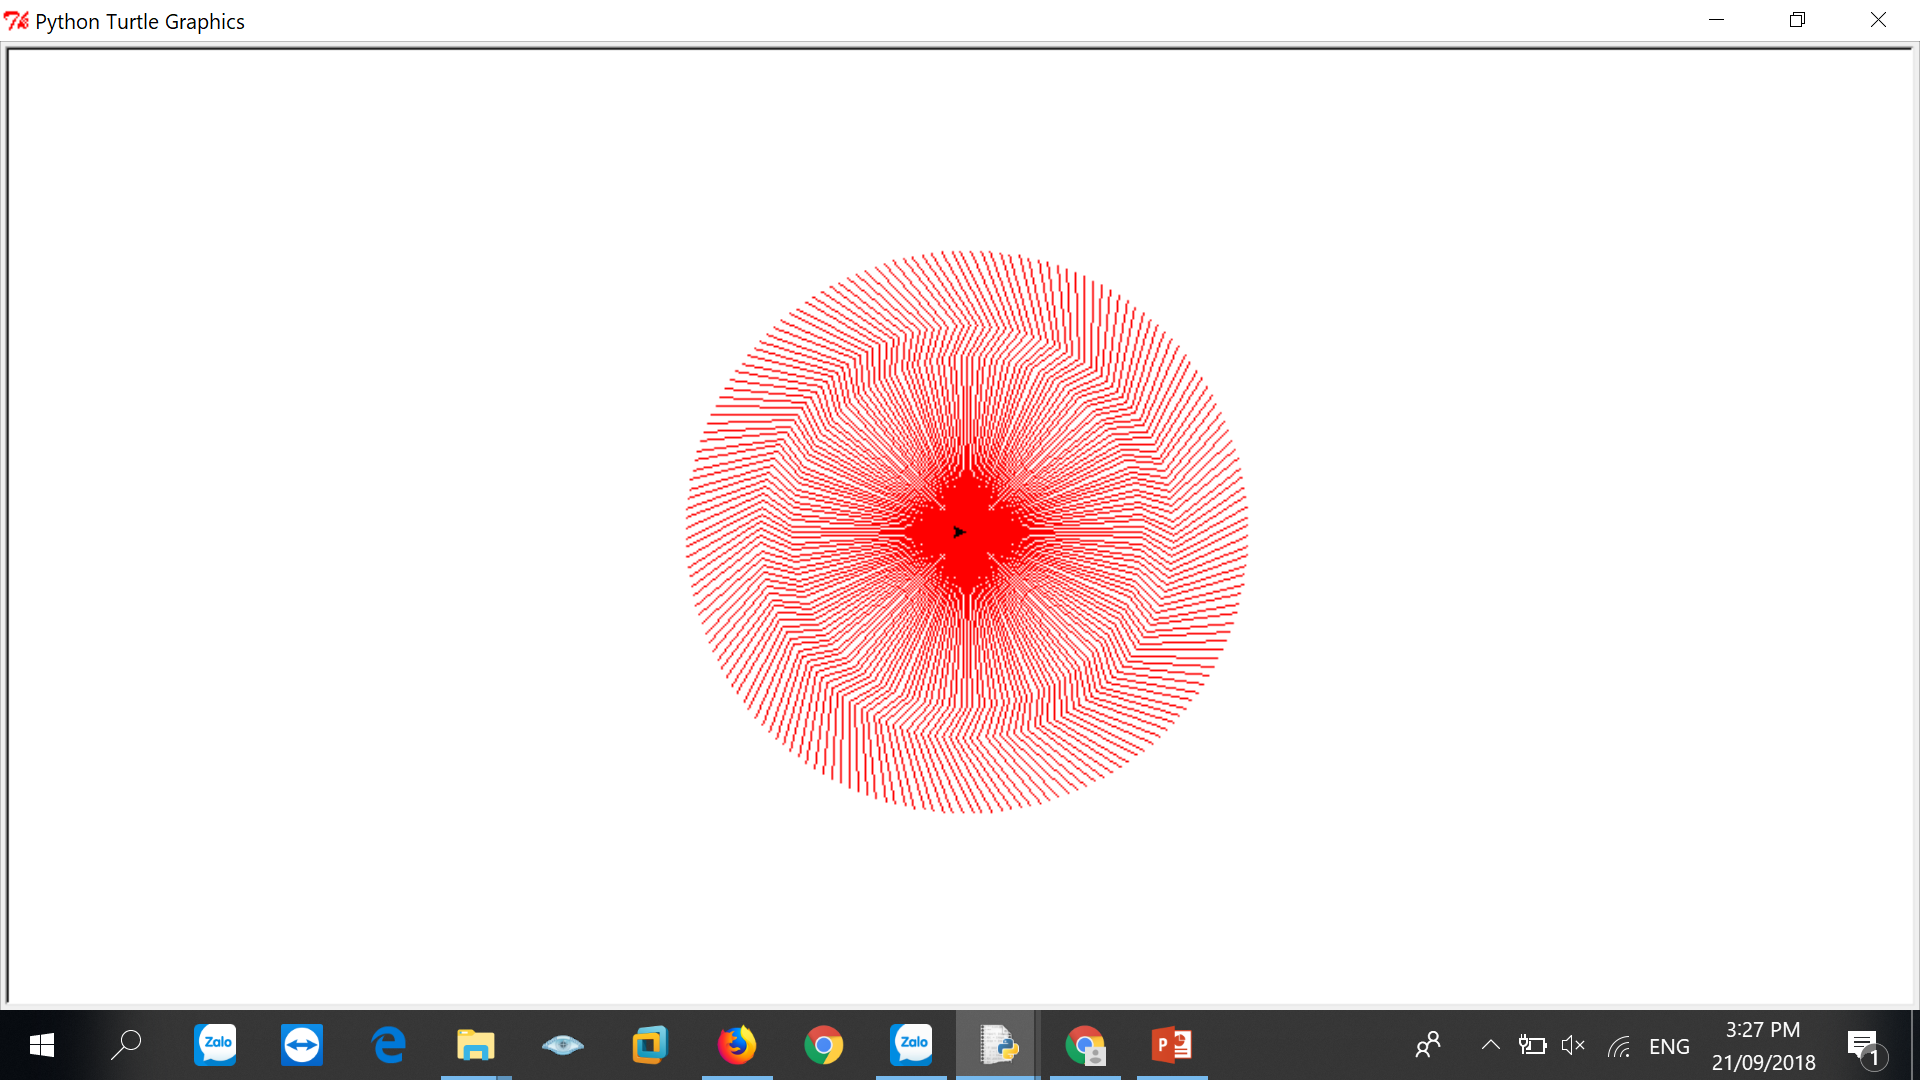 Python Turtle Graphics
Zalo
Zalo
P
ENG
3:27 PM
21/09/2018
1